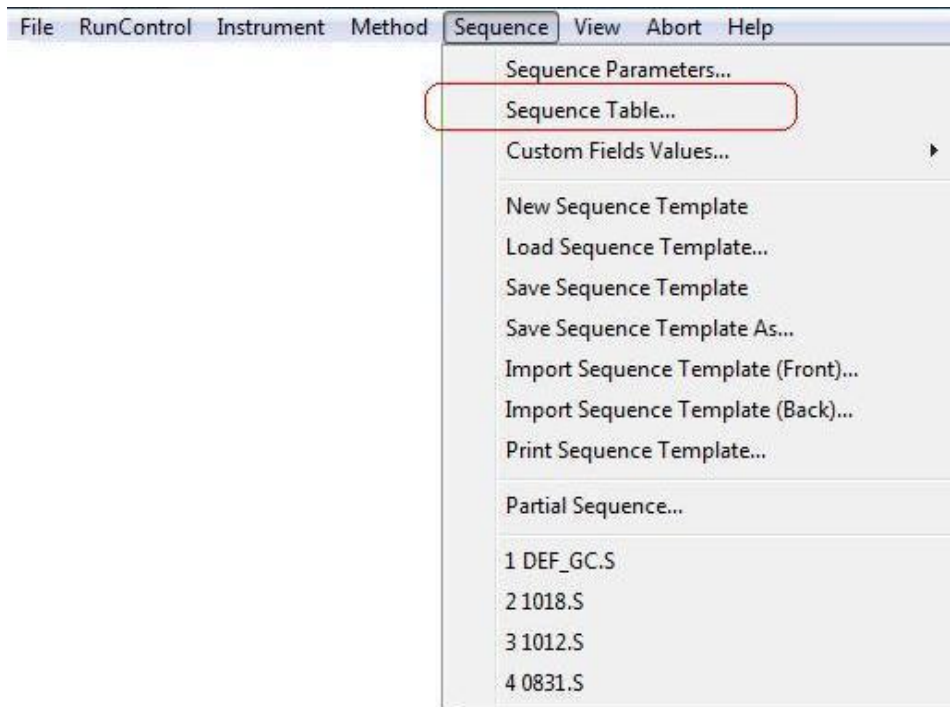 File RunControl Instrument Method Sequence View Abort Help
Sequence Parameters...
Sequence Table...
Custom Fields Values...
New Sequence Template
Load Sequence Template...
Save Sequence Template
Save Sequence Template As...
Import Sequence Template (Front)...
Import Sequence Template (Back)...
Print Sequence Template...
Partial Sequence...
1 DEF_GC.S
2 1018.S
3 1012.S
4 0831.S